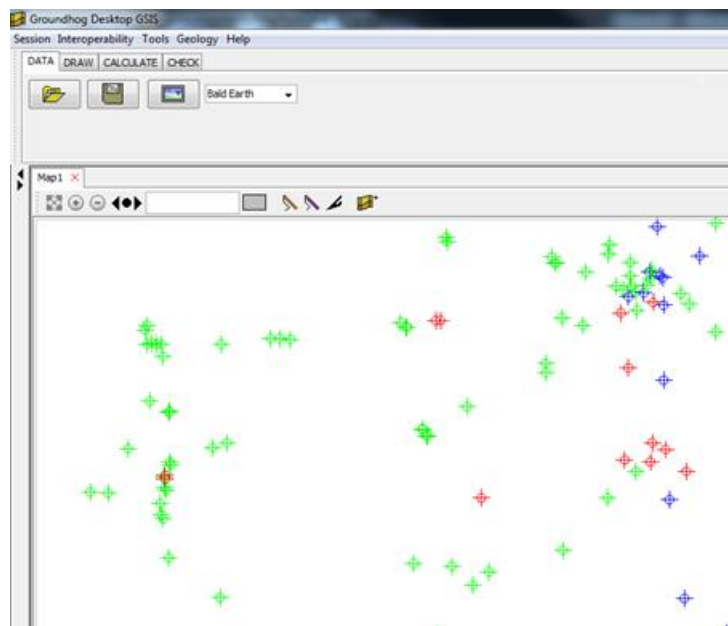 Groundhog Desktop GSIS
Session Interoperability Tools Geology Help
DATA DRAW CALCULATE CHECK
Bald Earth
Map1